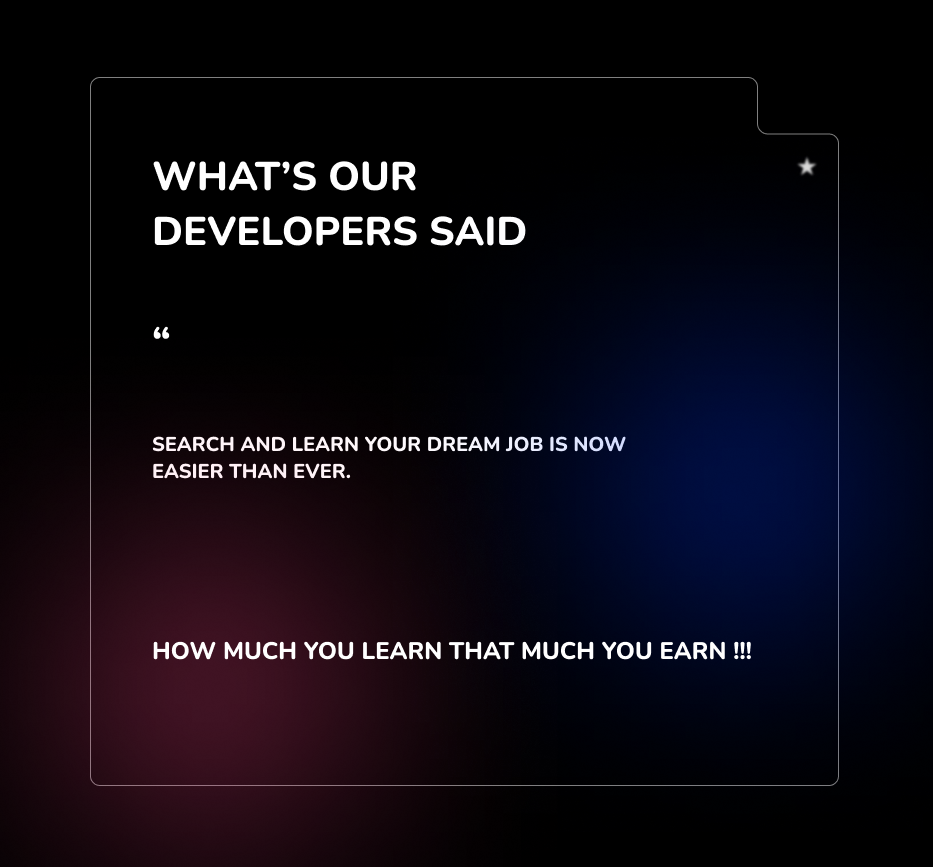 WHAT’S OUR
DEVELOPERS SAID
“
SEARCH AND LEARN YOUR DREAM JOB IS NOW
EASIER THAN EVER.
HOW MUCH YOU LEARN THAT MUCH YOU EARN !!!